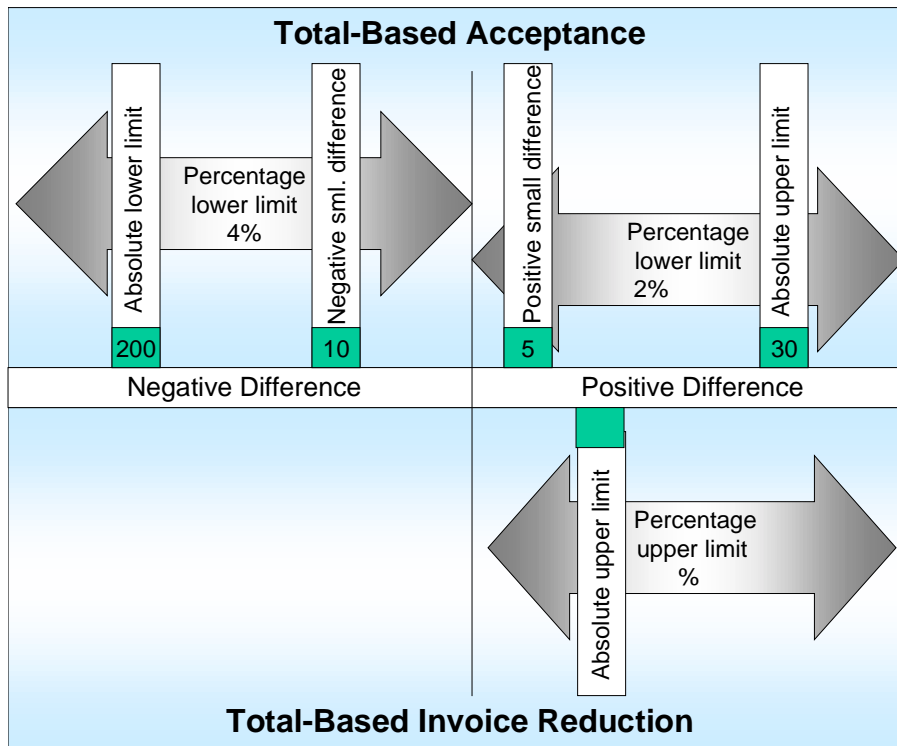 Total-Based Acceptance
Absolute lower limit
200
Percentage
lower limit
4%
Negative sml. difference
10
Positive small difference
5
Percentage
lower limit
2%
Absolute upper limit
30
Negative Difference
Positive Difference
Absolute upper limit
Percentage
upper limit
%
Total-Based Invoice Reduction